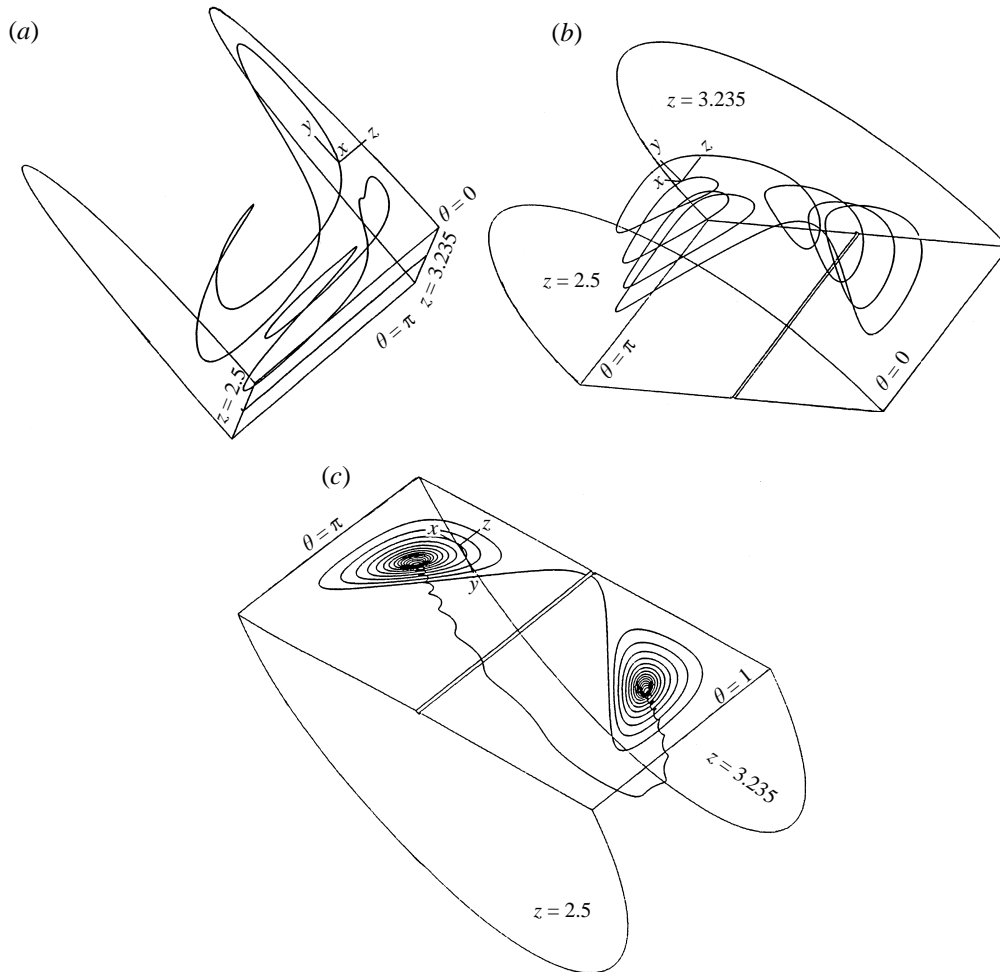 (a)
y
x
z
θ = 0
z = 3.235
θ = π
z = 2.5
(b)
z = 3.235
y
z
x
z = 2.5
θ = π
θ = 0
(c)
θ = π
x
z
y
θ = 1
z = 3.235
z = 2.5